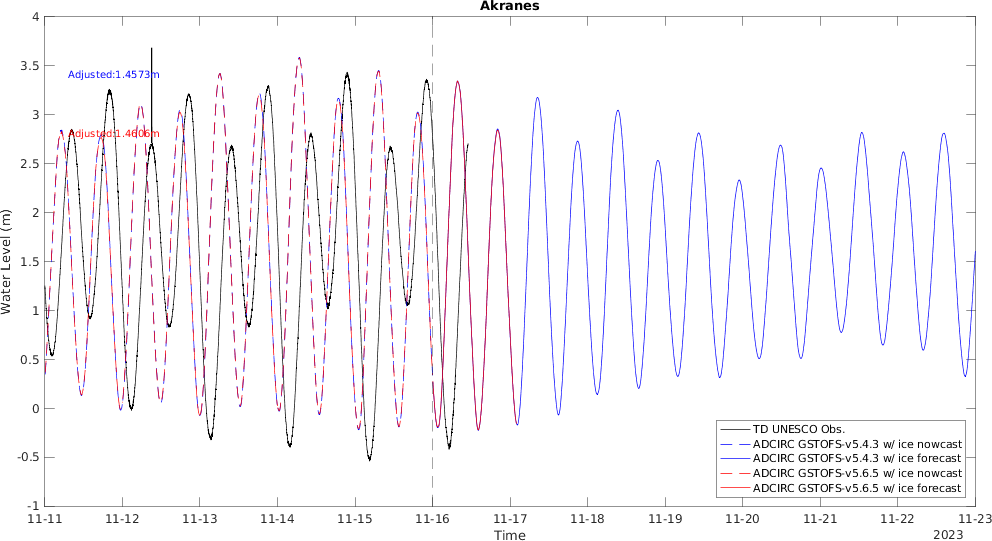 Akranes
4
3.5
3
2.5
2
1.5
1
0.5
0
-0.5
-1
Water Level (m)
Adjusted:1.4573m
Adjusted:1.4606m
TD UNESCO Obs.
ADCIRC GSTOFS-v5.4.3 w/ ice nowcast
ADCIRC GSTOFS-v5.4.3 w/ ice forecast
ADCIRC GSTOFS-v5.6.5 w/ ice nowcast
ADCIRC GSTOFS-v5.6.5 w/ ice forecast
11-11 11-12 11-13 11-14 11-15 11-16 11-17 11-18 11-19 11-20 11-21 11-22 11-23
Time
2023